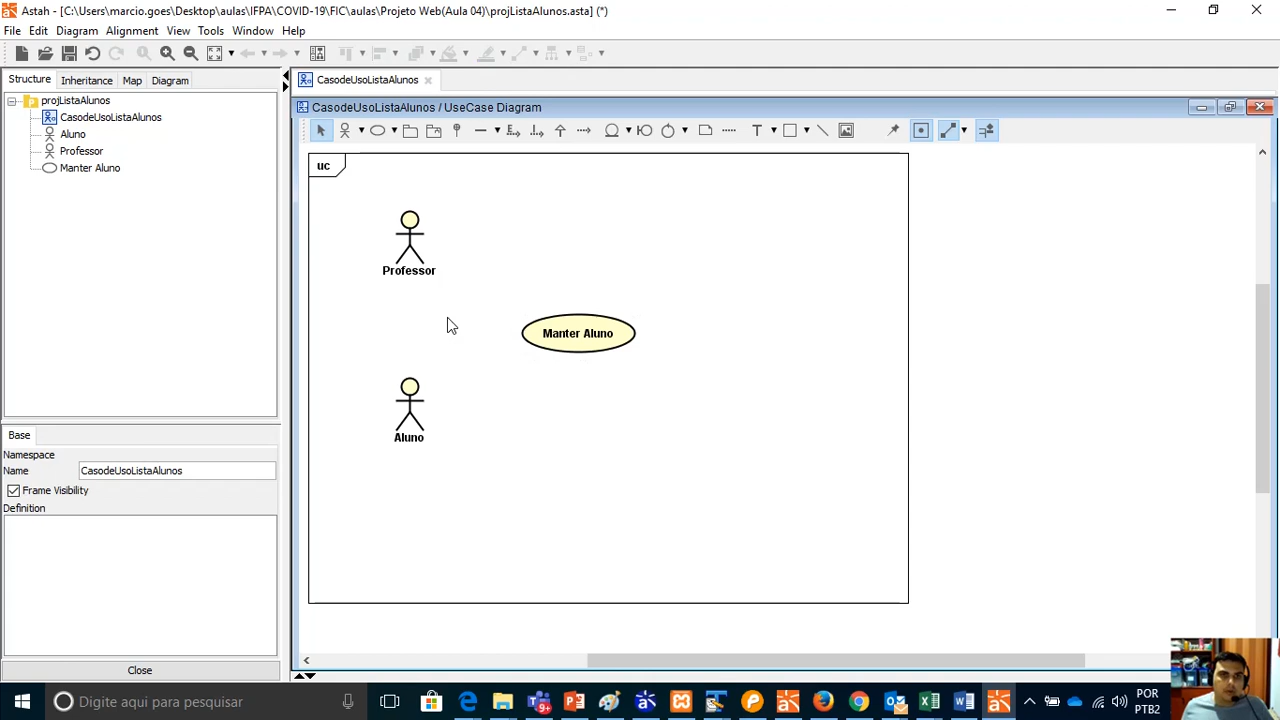 Astah - [C:\Users\marcio.goes\Desktop\aulas\IFPA\COVID-19\FIC\aulas\Projeto Web(Aula 04)\projListaAlunos.asta] (*)
File Edit Diagram Alignment View Tools Window Help
Structure Inheritance Map Diagram
projListaAlunos
CasodeUsoListaAlunos
Aluno
Professor
Manter Aluno
Base
Namespace
Name CasodeUsoListaAlunos
Frame Visibility
Definition
Close
CasodeUsoListaAlunos
CasodeUsoListaAlunos / UseCase Diagram
T
uc
Professor
Manter Aluno
Aluno
Digite aqui para pesquisar
9+
POR
PTB2